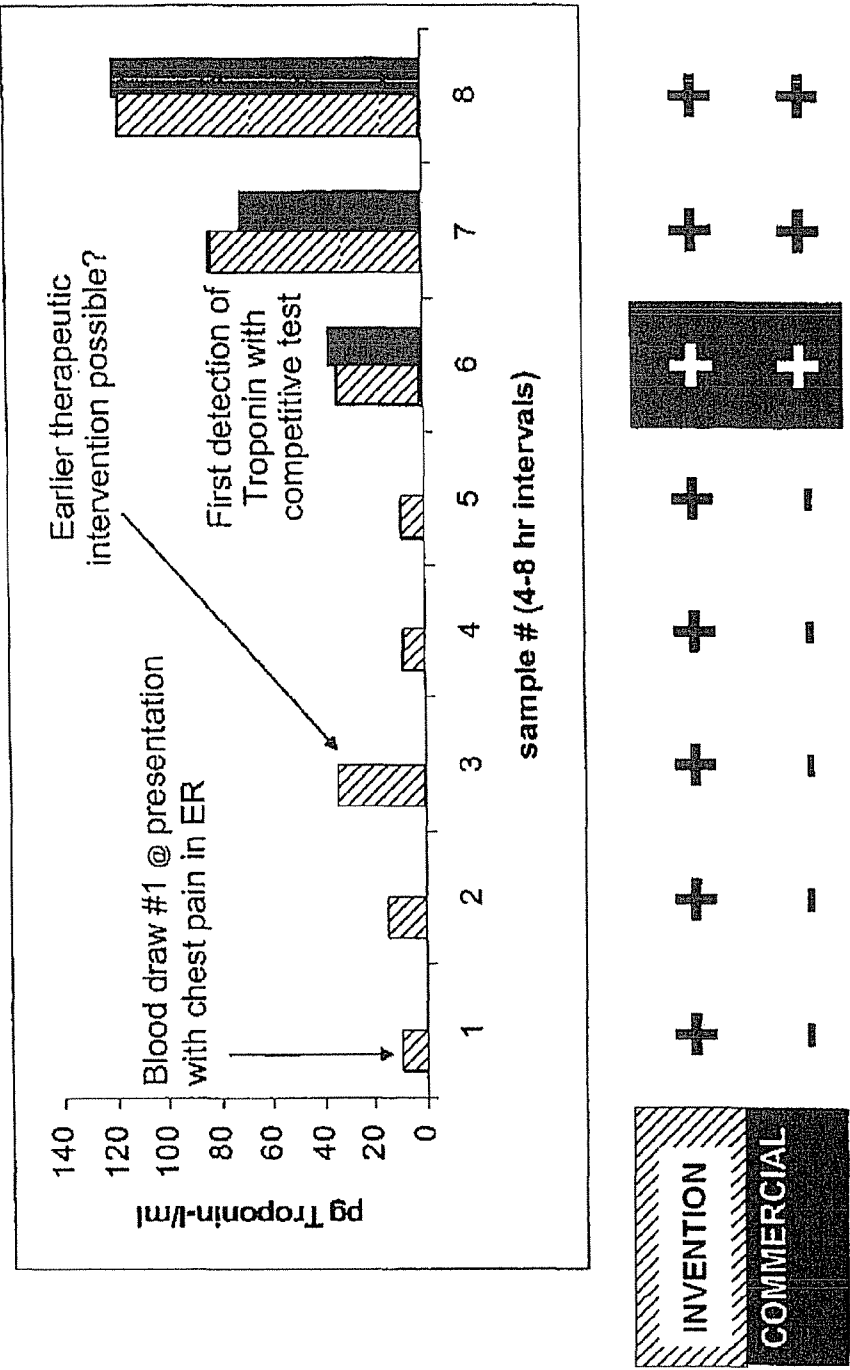 Earlier therapeutic
intervention possible?
Blood draw #1 @ presentation
with chest pain in ER
First detection of
Troponin with
competitive test
pg Troponin-I/ml
140
120
100
80
60
40
20
0
1 2 3 4 5 6 7 8
sample # (4-8 hr intervals)
INVENTION + + + + + + + +
COMMERCIAL - - - - - + + +